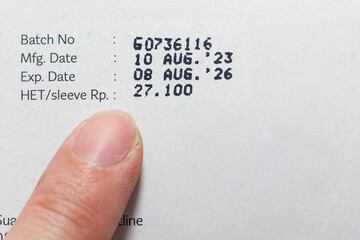 Batch No : G0736116
Mfg. Date : 10 AUG.'23
Exp. Date : 08 AUG.'26
HET/sleeve Rp. : 27.100